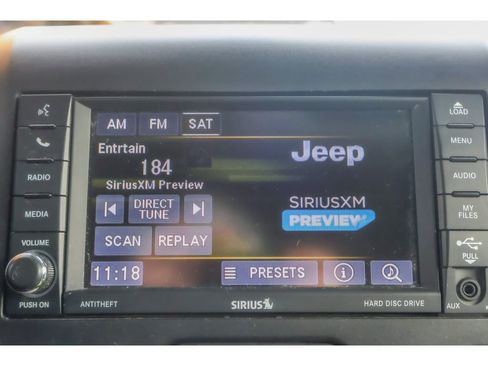 AM FM SAT
LOAD
MENU
Entrtain
184
Jeep
SiriusXM Preview
RADIO
AUDIO
DIRECT TUNE
SIRIUSXM
PREVIEW
MEDIA
MY FILES
SCAN REPLAY
VOLUME
PULL
11:18 PRESETS
PUSH ON ANTITHEFT SIRIUS HARD DISC DRIVE AUX